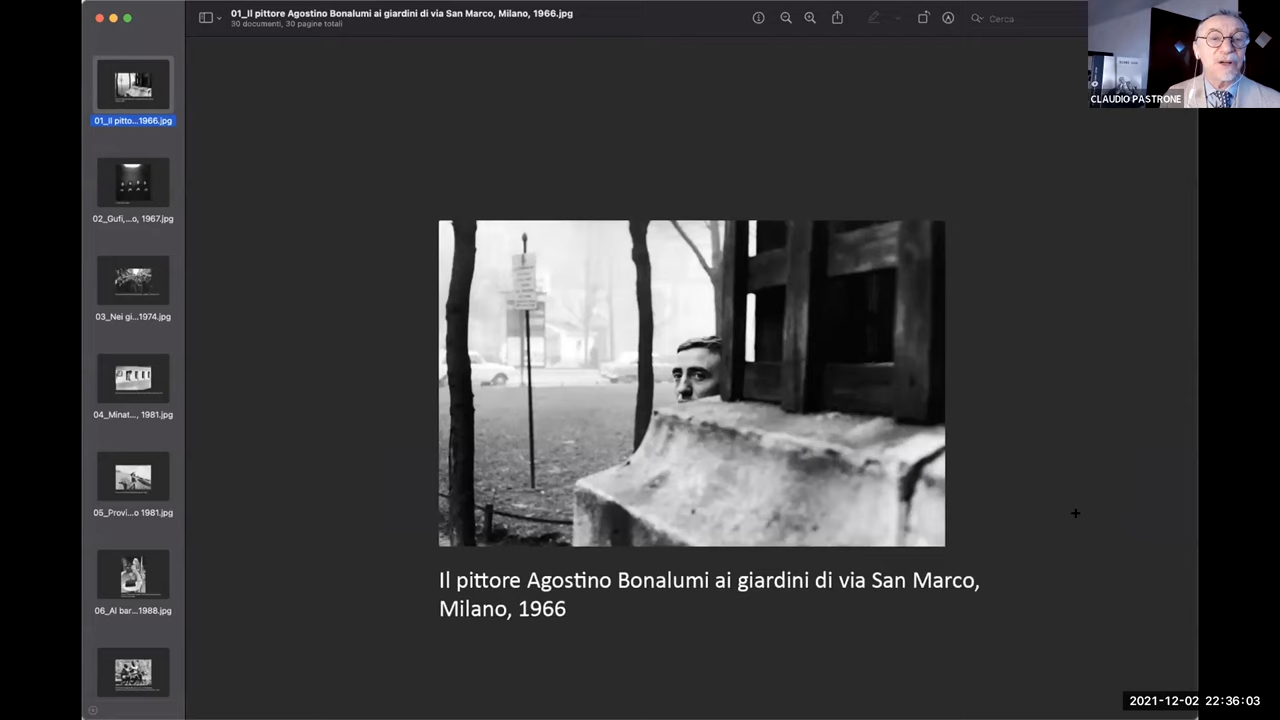 01_Il pittore Agostino Bonalumi ai giardini di via San Marco, Milano, 1966.jpg
30 documenti, 30 pagine totali
Cerca
CLAUDIO PASTRONE
01_Il pitto...1966.jpg
02_Gufi,...o, 1967.jpg
03_Nei gi...1974.jpg
04_Minat..., 1981.jpg
05_Provi...o 1981.jpg
06_Al bar...1988.jpg
Il pittore Agostino Bonalumi ai giardini di via San Marco,
Milano, 1966
2021-12-02 22:36:03